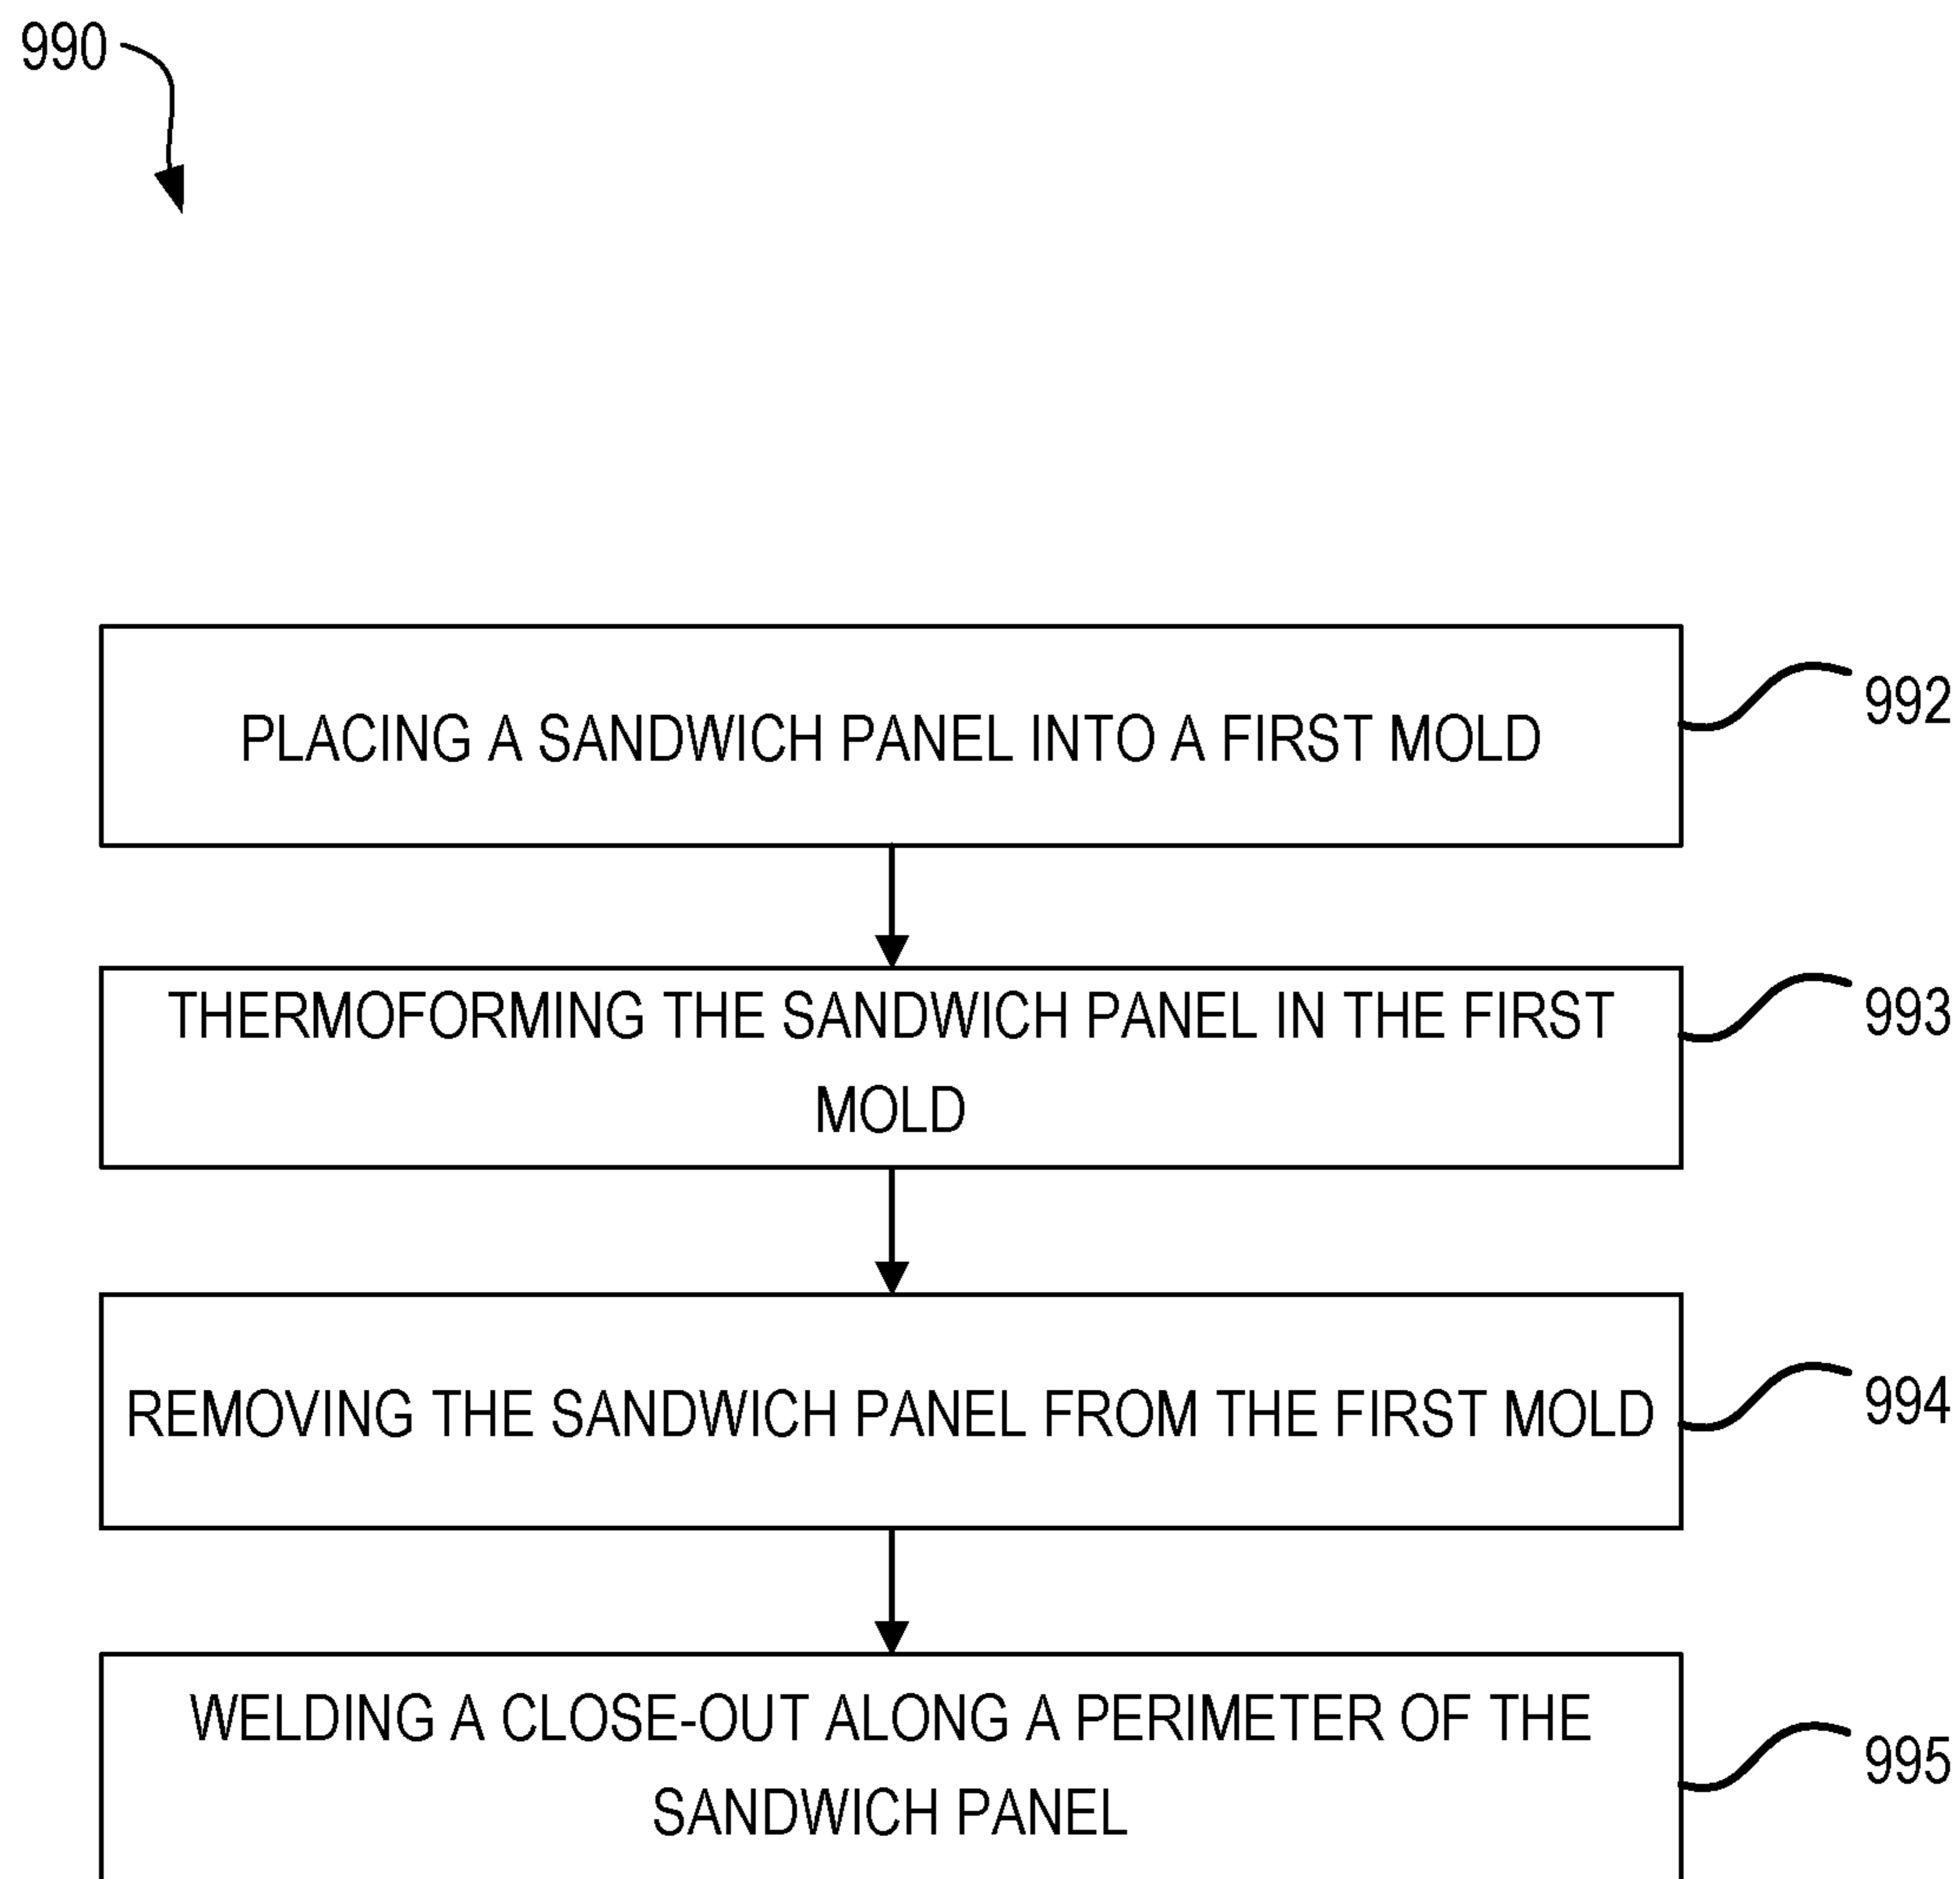 990
PLACING A SANDWICH PANEL INTO A FIRST MOLD
992
THERMOFORMING THE SANDWICH PANEL IN THE FIRST
MOLD
993
REMOVING THE SANDWICH PANEL FROM THE FIRST MOLD
994
WELDING A CLOSE-OUT ALONG A PERIMETER OF THE
SANDWICH PANEL
995